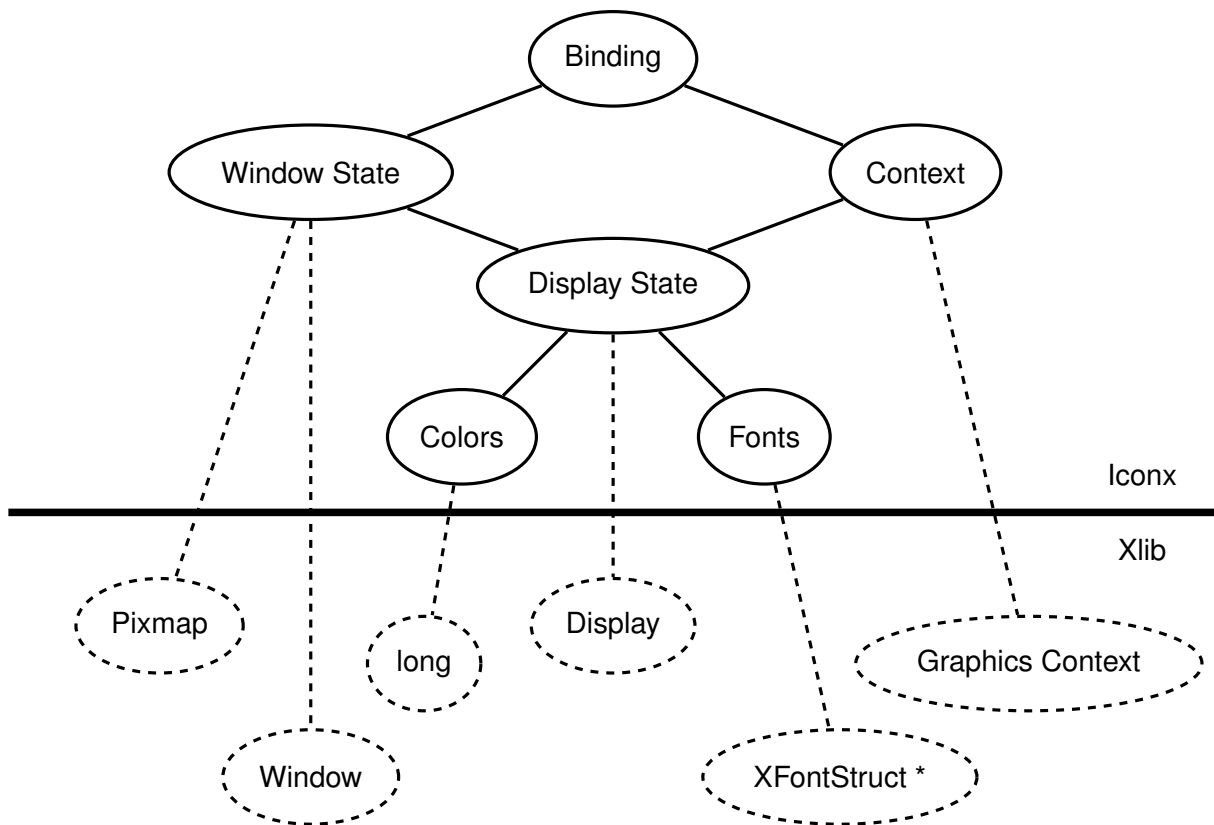 Binding
Window State
Context
Display State
Colors
Fonts
Iconx
Xlib
Pixmap
Display
long
Graphics Context
Window
XFontStruct *